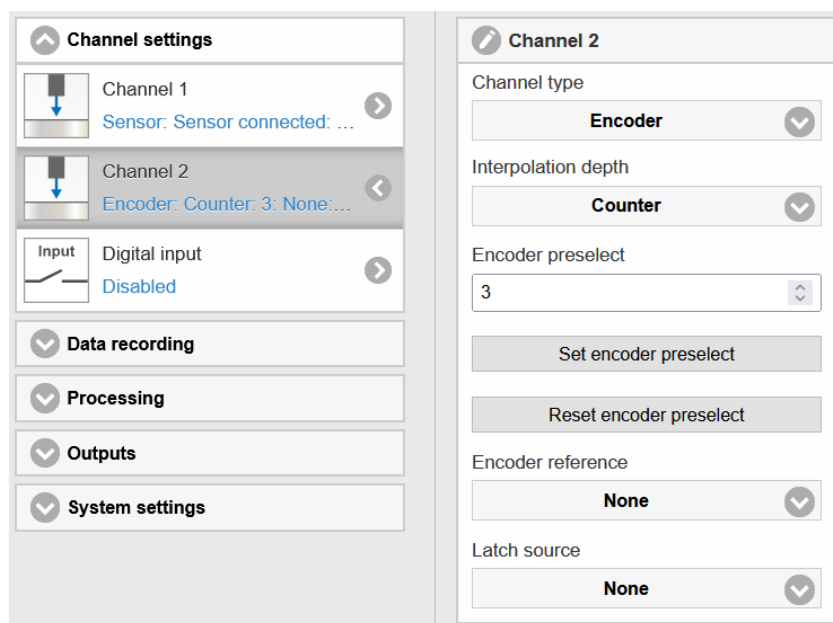 Channel settings
Channel 1
Sensor: Sensor connected: ...
Channel 2
Encoder: Counter: 3: None:...
Input
Digital input
Disabled
Data recording
Processing
Outputs
System settings
Channel 2
Channel type
Encoder
Interpolation depth
Counter
Encoder preselect
3
Set encoder preselect
Reset encoder preselect
Encoder reference
None
Latch source
None